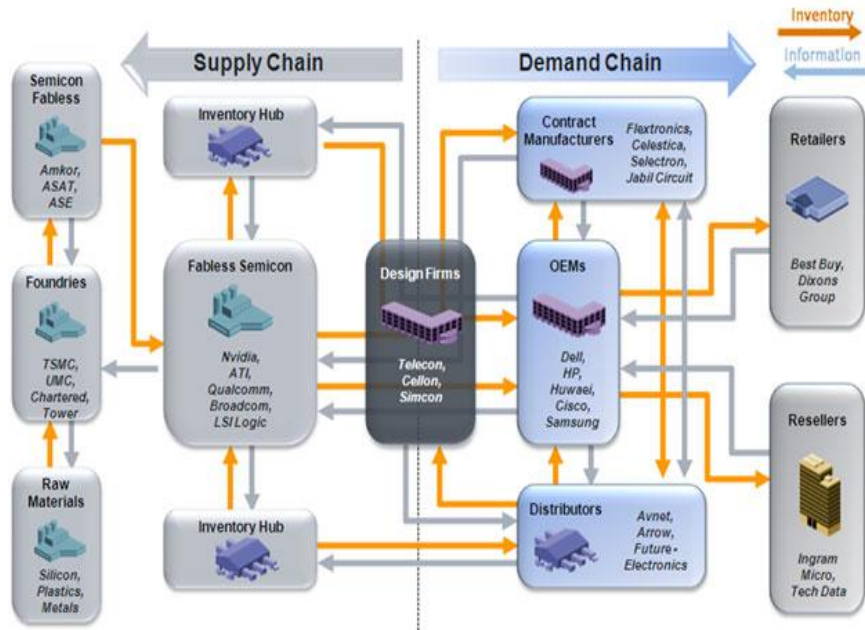 Inventory
Information
Supply Chain
Demand Chain
Semicon
Fabless
Amkor,
ASAT,
ASE
Foundries
TSMC,
UMC,
Chartered,
Tower
Raw
Materials
Silicon,
Plastics,
Metals
Inventory Hub
Fabless Semicon
Nvidia,
ATI,
Qualcomm,
Broadcom,
LSI Logic
Inventory Hub
Design Firms
Telecon,
Cellon,
Simcon
Contract
Manufacturers
Flextronics,
Celestica,
Selectron,
Jabil Circuit
OEMs
Dell,
HP,
Huwaei,
Cisco,
Samsung
Distributors
Avnet,
Arrow,
Future -
Electronics
Retailers
Best Buy,
Dixons
Group
Resellers
Ingram
Micro,
Tech Data